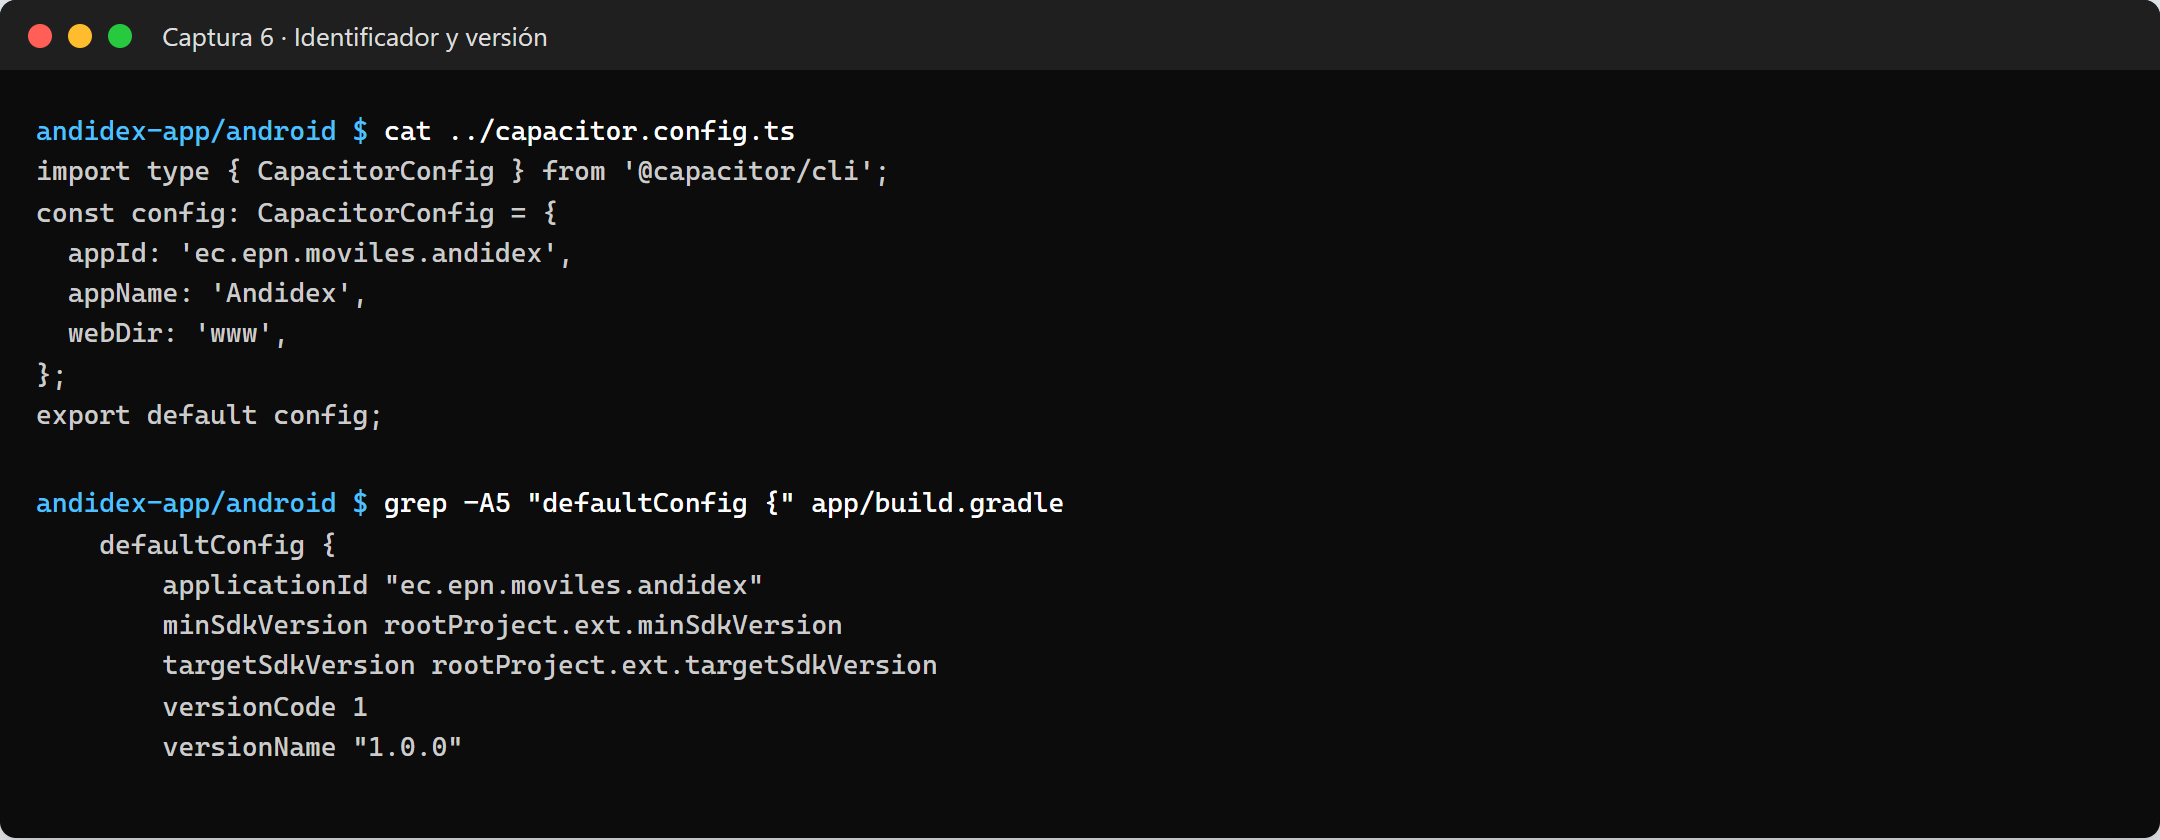 Captura 6 · Identificador y versión
andidex-app/android $ cat ../capacitor.config.ts
import type { CapacitorConfig } from '@capacitor/cli';
const config: CapacitorConfig = {
  appId: 'ec.epn.moviles.andidex',
  appName: 'Andidex',
  webDir: 'www',
};
export default config;
andidex-app/android $ grep -A5 "defaultConfig {" app/build.gradle
    defaultConfig {
        applicationId "ec.epn.moviles.andidex"
        minSdkVersion rootProject.ext.minSdkVersion
        targetSdkVersion rootProject.ext.targetSdkVersion
        versionCode 1
        versionName "1.0.0"